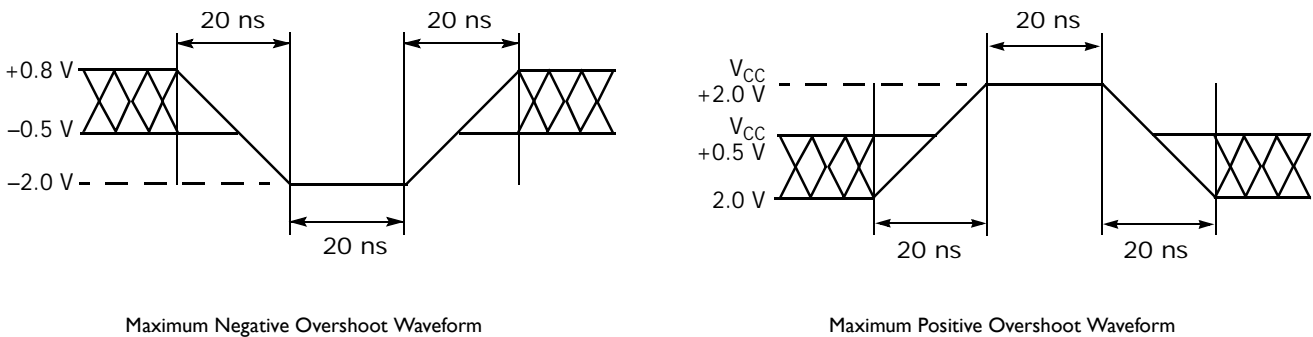 20 ns
20 ns
+0.8 V
–0.5 V
–2.0 V
20 ns
Maximum Negative Overshoot Waveform
20 ns
VCC
+2.0 V
VCC
+0.5 V
2.0 V
20 ns
20 ns
Maximum Positive Overshoot Waveform